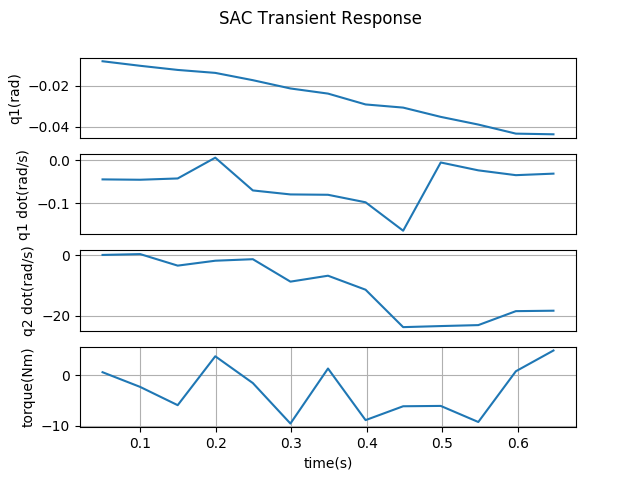 SAC Transient Response
q1(rad)
−0.02
−0.04
q1 dot(rad/s)
0.0
−0.1
q2 dot(rad/s)
0
−20
torque(Nm)
0
−10
0.1 0.2 0.3 0.4 0.5 0.6
time(s)